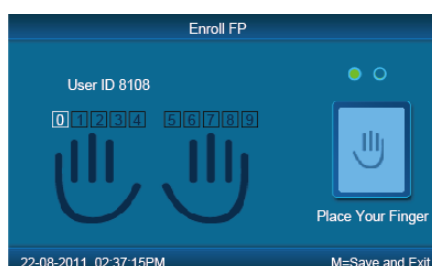 Enroll FP
User ID 8108
0 1 2 3 4 5 6 7 8 9
Place Your Finger
22-08-2011 02:37:15PM M=Save and Exit